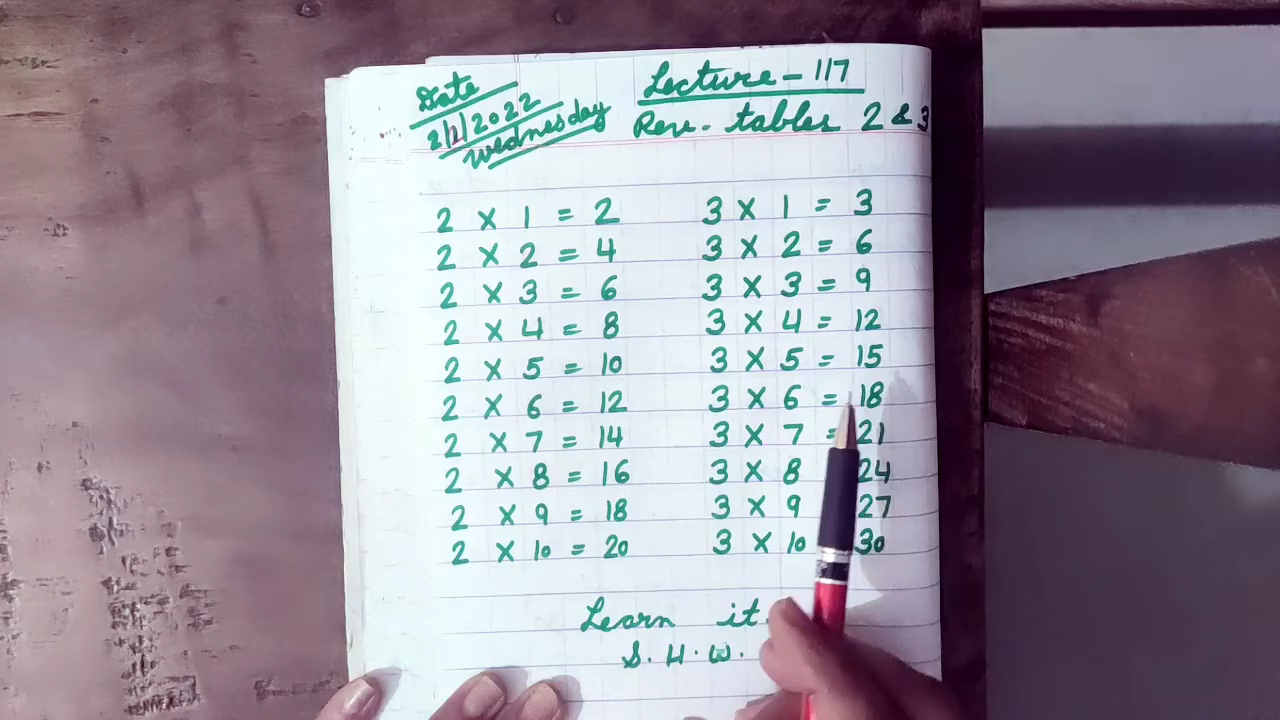 Date
2/2/2022
Wednesday
Lecture - 117
Rev. tables 2 & 3
2 X 1 = 2
2 X 2 = 4
2 X 3 = 6
2 X 4 = 8
2 X 5 = 10
2 X 6 = 12
2 X 7 = 14
2 X 8 = 16
2 X 9 = 18
2 X 10 = 20
3 X 1 = 3
3 X 2 = 6
3 X 3 = 9
3 X 4 = 12
3 X 5 = 15
3 X 6 = 18
3 X 7 = 21
3 X 8 24
3 X 9 27
3 X 10 30
Learn it.
S. H. W.